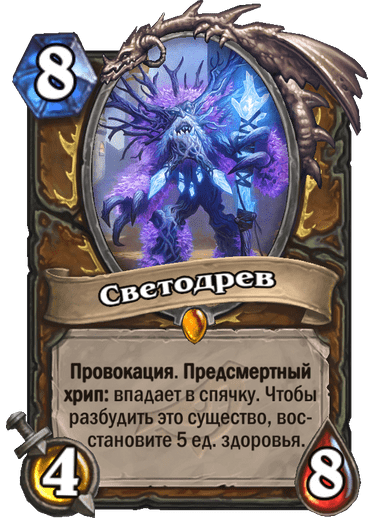 8
Светодрев
Провокация. Предсмертный
хрип: впадает в спячку. Чтобы
разбудить это существо, вос-
становите 5 ед. здоровья.
4
8